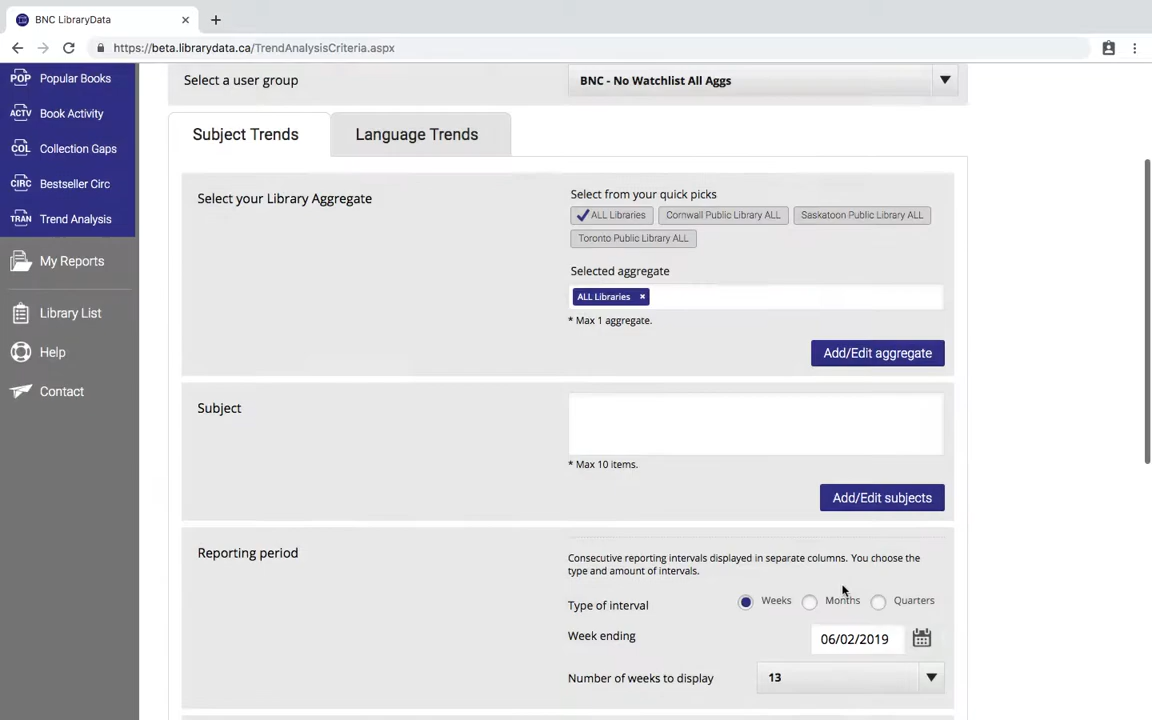 BNC LibraryData
https://beta.librarydata.ca/TrendAnalysisCriteria.aspx
POP Popular Books
ACTV Book Activity
COL Collection Gaps
CIRC Bestseller Circ
TRAN Trend Analysis
My Reports
Library List
Help
Contact
Select a user group
BNC - No Watchlist All Aggs
Subject Trends
Language Trends
Select your Library Aggregate
Select from your quick picks
ALL Libraries
Cornwall Public Library ALL
Saskatoon Public Library ALL
Toronto Public Library ALL
Selected aggregate
ALL Libraries ×
* Max 1 aggregate.
Add/Edit aggregate
Subject
* Max 10 items.
Add/Edit subjects
Reporting period
Consecutive reporting intervals displayed in separate columns. You choose the
type and amount of intervals.
Type of interval
Weeks
Months
Quarters
Week ending
06/02/2019
Number of weeks to display
13